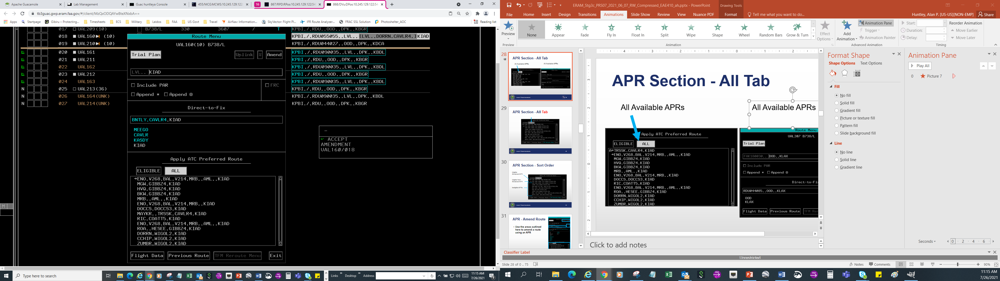 Apache Guacamole
Lab Management
Guac huntleya Console
455/MCG:MCWS:10.245.129.122:
16
867/RPD:RPos:10.245.129.122:54
868/DVu:DPos:10.245.129.122:54
tb3guac.gwp.eram.faa.gov/#/client/MzQxODQAYwBteXNxbA==
Apps
Startpage
Gibiru – Protecting...
Timesheets
ECS
Military
Leidos
FAA
US Govt
Travel
AirNav: Information...
SkyVector: Flight Pl...
IFR Route Analyzer...
FRAC SSL Solution
Photoshelter_AOC
Reading list
017 UAL209(10) B738/L 330 3607 / T KPBI./.RDU..OOD..DPK..KBGR
018 UAL160 (10) KPBI./.RDU055055..LVL..[LVL..DORRN.CAVLR4.]KIAD
019 UAL210 (10) KPBI./.RDU044027..OOD..DPK..KDCA
020 UAL161 KPBI./.RDU090035..LVL..DPK..KBDL
021 UAL211 KPBI./.RDU..OOD..DPK..KBGR
022 UAL162 KPBI./.RDU090035..LVL..DPK..KBDL
023 UAL212 KPBI./.RDU..OOD..DPK..KBGR
024 UAL163 KPBI./.RDU090035..LVL..DPK..KBDL
N 025 UAL213(36) KPBI./.RDU..OOD..DPK..KBGR
N 026 UAL164(UNK) KPBI./.RDU090035..LVL..DPK..KBDL
N 027 UAL214(UNK) KPBI./.RDU..OOD..DPK..KBGR
Route Menu
UAL160(10) B738/L
Trial Plan
Uplink
Amend
LVL.. KIAD
Include PAR
FRC
Append *
Append ⊕
Direct-to-Fix
BNTLY.CAVLR4.KIAD
MEEGO
CAVLR
KASDY
KIAD
Apply ATC Preferred Route
ELIGIBLE
ALL
→ENO.V268.BAL.V214.MRB..AML..KIAD
MGW.GIBBZ4.KIAD
HVQ.GIBBZ4.KIAD
BKW.GIBBZ4.KIAD
MRB..AML..KIAD
ENO.V268.BAL.V214.MRB..KIAD
DOCCS.DOCCS3.KIAD
MAYKR..TRSSK.CAVLR4.KIAD
RIC.COATT5.KIAD
ENO.V268.BAL.V214.MRB..AML..KIAD
ROA..HESEE.GIBBZ4.KIAD
DORRN.WIGOL2.KIAD
CCHIP.WIGOL2.KIAD
ZUMBR.WIGOL2.KIAD
Flight Data
Previous Route
TFM Reroute Menu
Exit
ACCEPT
AMENDMENT
UAL160/018
M
Type here to search
Links
Desktop
Address
11:15 AM
7/26/2021
ERAM_Stg3c_PRS07_2021_06_07_RW_Compressed_EAE410_ah.pptx - PowerPoint
Drawing Tools
File
Home
Insert
Design
Transitions
Animations
Slide Show
Review
View
Nuance PDF
Format
Tell me what you want to do...
Huntley, Alan P. [US-US][NON-EMP]
Share
Preview
None
Appear
Fade
Fly In
Float In
Split
Wipe
Shape
Wheel
Random Bars
Grow & Turn
Effect
Options
Add
Animation
Animation Pane
Trigger
Animation Painter
Start:
Duration:
Delay:
Reorder Animation
Move Earlier
Move Later
Preview
Animation
Advanced Animation
Timing
28
APR Section - All Tab
All Available APRs
All Available APRs
29
APR Section - All Tab
30
APR Section - Sort Order
31
APR - Amend Route
• Use the areas outlined
here to amend a route
using an APR
APR Section - All Tab
All Available APRs
All Available APRs
Apply ATC Preferred Route
ELIGIBLE
ALL
A→TRSSK.CAVLR4.KIAD
→ENO.V268.BAL.V214.MRB..AML..KIAD
MGW.GIBBZ4.KIAD
HVQ.GIBBZ4.KIAD
BKW.GIBBZ4.KIAD
MRB..AML..KIAD
ENO.V268.BAL.V214.MRB..KIAD
DOCCS.DOCCS3.KIAD
RIC.COATT5.KIAD
ENO.V268.BAL.V214.MRB..AML..KIAD
ROA..HESEE.GIBBZ4.KIAD
DORRN.WIGOL2.KIAD
CCHIP.WIGOL2.KIAD
ZUMBR.WIGOL2.KIAD
Route Menu
UAL207 B738/L
Trial Plan
FAK180030.. OOD..KLAX
Include PAR
Append *
Append ⊕
Direct-to-Fi
RDU044085..OOD..KLAX
OOD
KLAX
Flight Data
Previous Route
TFM Re
Click to add notes
Format Shape
Shape Options
Text Options
Fill
No fill
Solid fill
Gradient fill
Picture or texture fill
Pattern fill
Slide background fill
Line
No line
Solid line
Gradient line
Animation Pane
Play All
0
Picture 7
Seconds
0 2 4 6
Classifier Label
Unrestricted
Slide 28 of 0 .. 75
Notes
Comments
90%
11:15 AM
7/26/2021